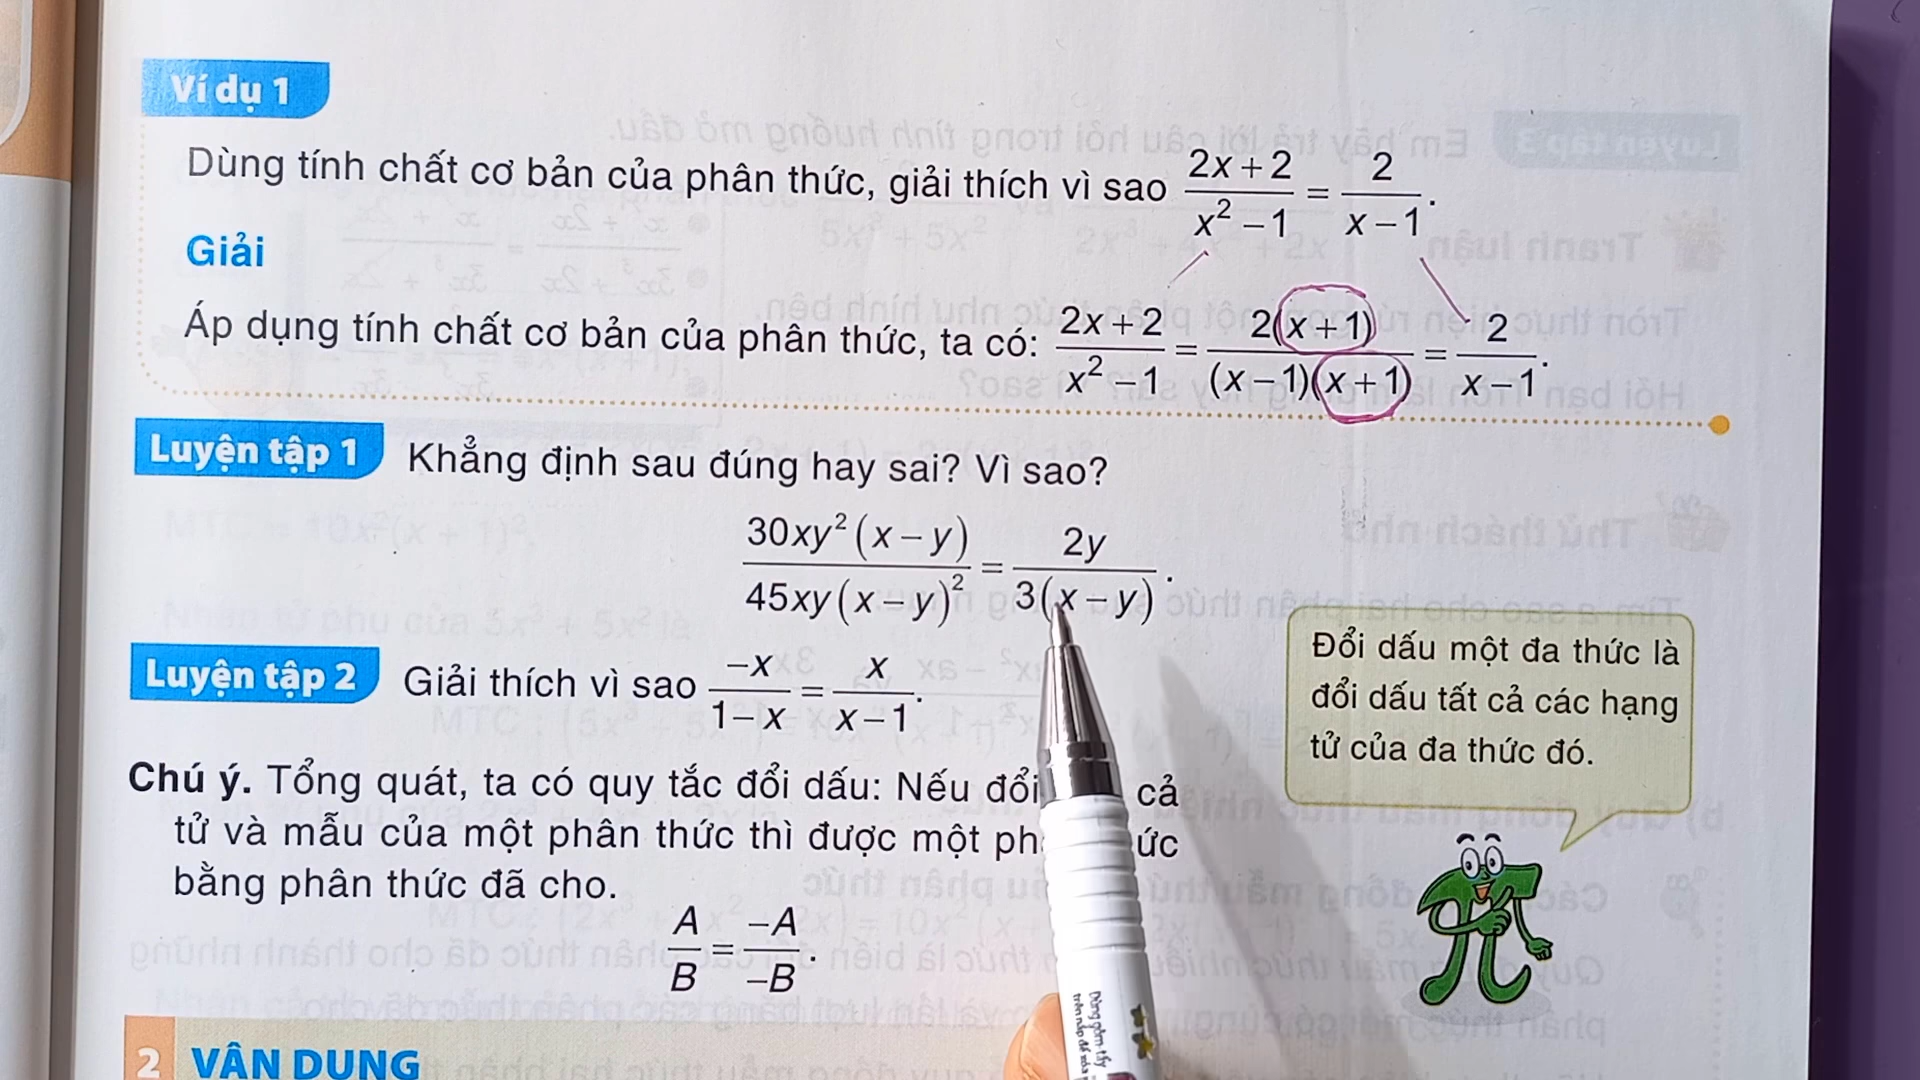 Ví dụ 1
Dùng tính chất cơ bản của phân thức, giải thích vì sao (2x+2)/(x² −1) = 2/(x−1).
Giải
Áp dụng tính chất cơ bản của phân thức, ta có: (2x+2)/(x² −1) = 2(x+1)/((x−1)(x+1)) = 2/(x−1).
Luyện tập 1 Khẳng định sau đúng hay sai? Vì sao?
30xy²(x−y)/(45xy(x−y)²) = 2y/(3(x−y)).
Luyện tập 2 Giải thích vì sao −x/(1−x) = x/(x−1).
Chú ý. Tổng quát, ta có quy tắc đổi dấu: Nếu đổi cả
tử và mẫu của một phân thức thì được một
bằng phân thức đã cho.
A/B = −A/−B.
Đổi dấu một đa thức là
đổi dấu tất cả các hạng
tử của đa thức đó.
2 VẬN DỤNG